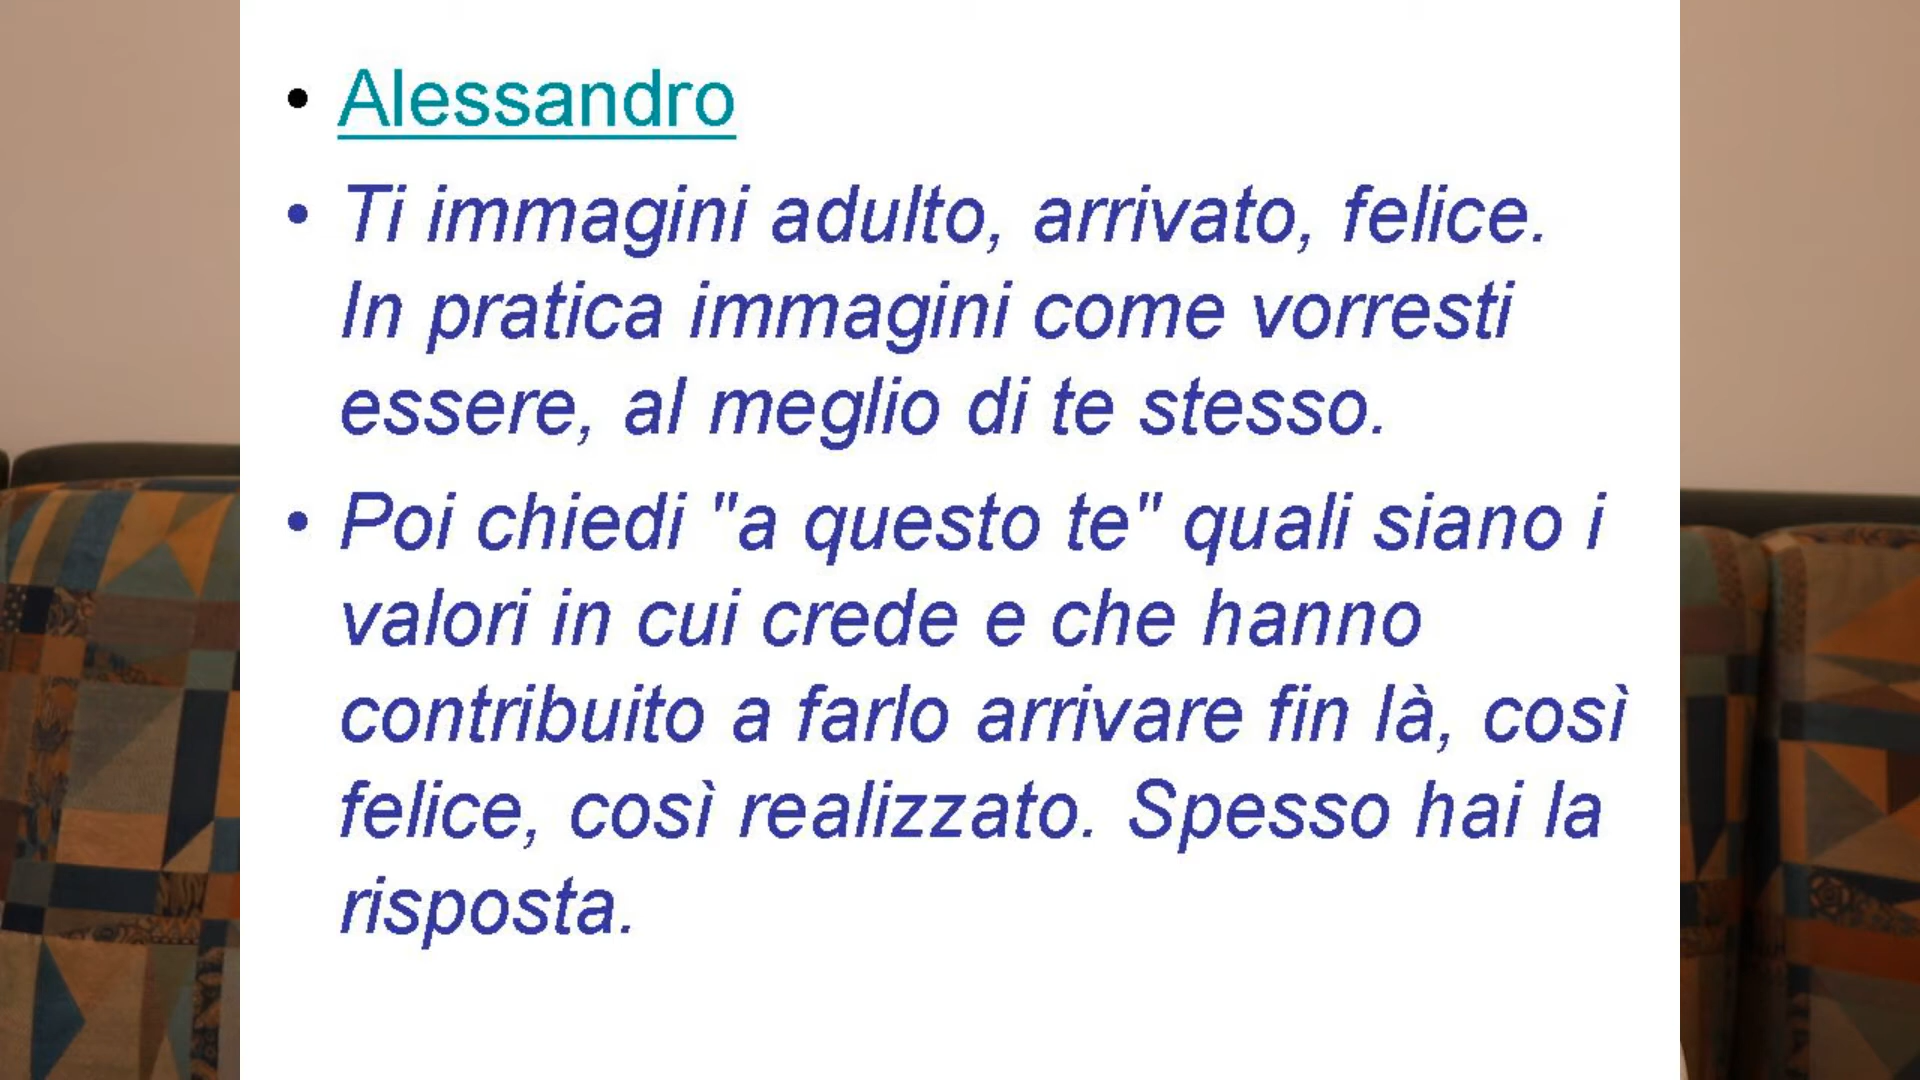 • Alessandro
• Ti immagini adulto, arrivato, felice.
In pratica immagini come vorresti
essere, al meglio di te stesso.
• Poi chiedi "a questo te" quali siano i
valori in cui crede e che hanno
contribuito a farlo arrivare fin là, così
felice, così realizzato. Spesso hai la
risposta.